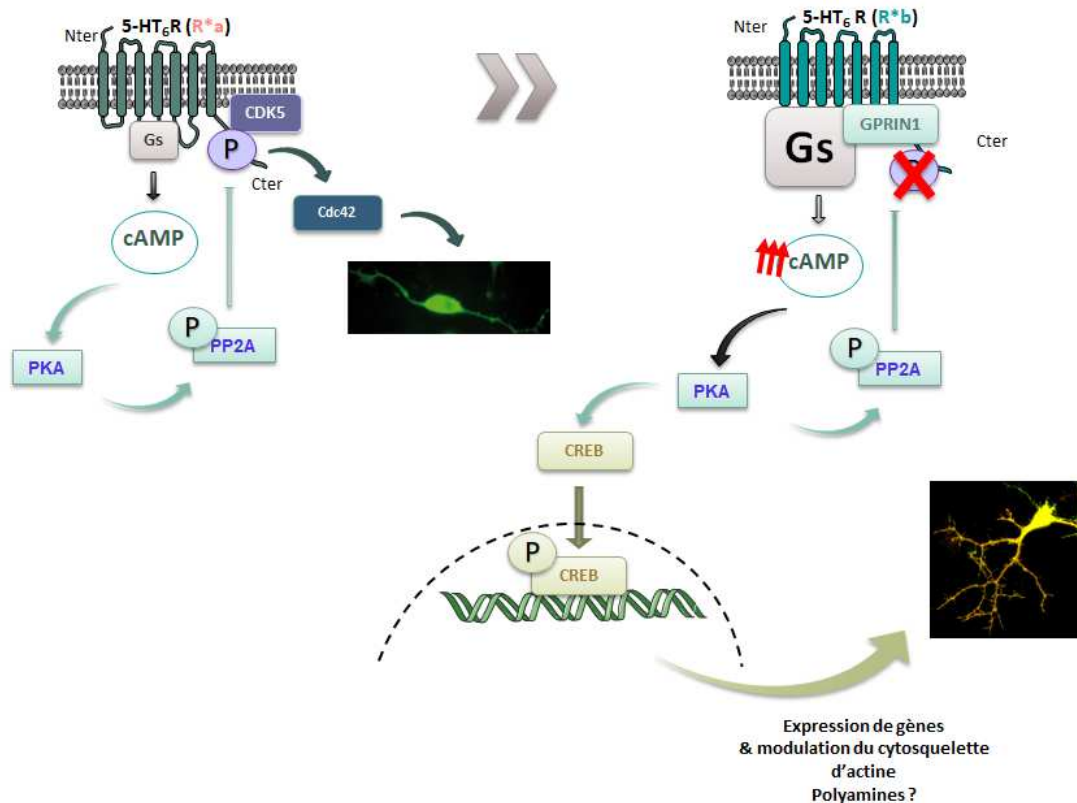 5-HT6R (R*a)
Nter
CDK5
Gs
P
Cter
Cdc42
cAMP
P
PP2A
PKA
5-HT6R (R*b)
Nter
GPRIN1
Gs
Cter
cAMP
P
PP2A
PKA
CREB
P
CREB
Expression de gènes
& modulation du cytosquelette
d'actine
Polyamines ?